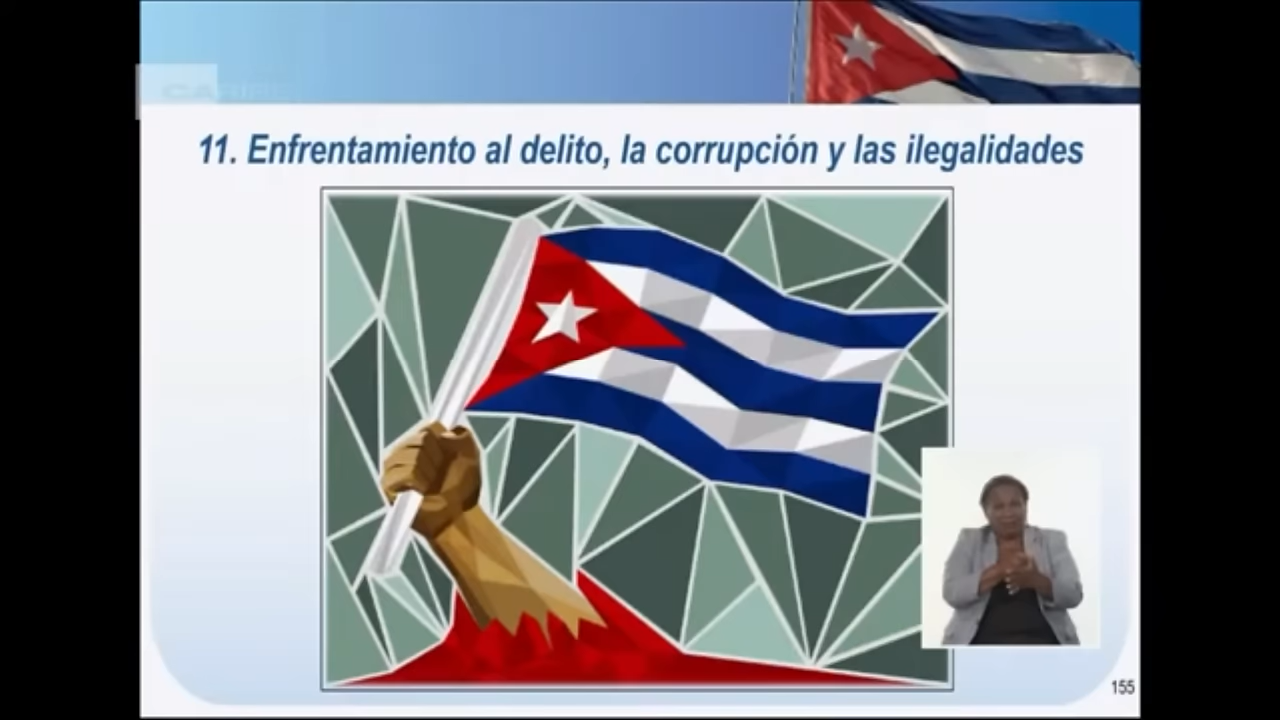 11. Enfrentamiento al delito, la corrupción y las ilegalidades
155